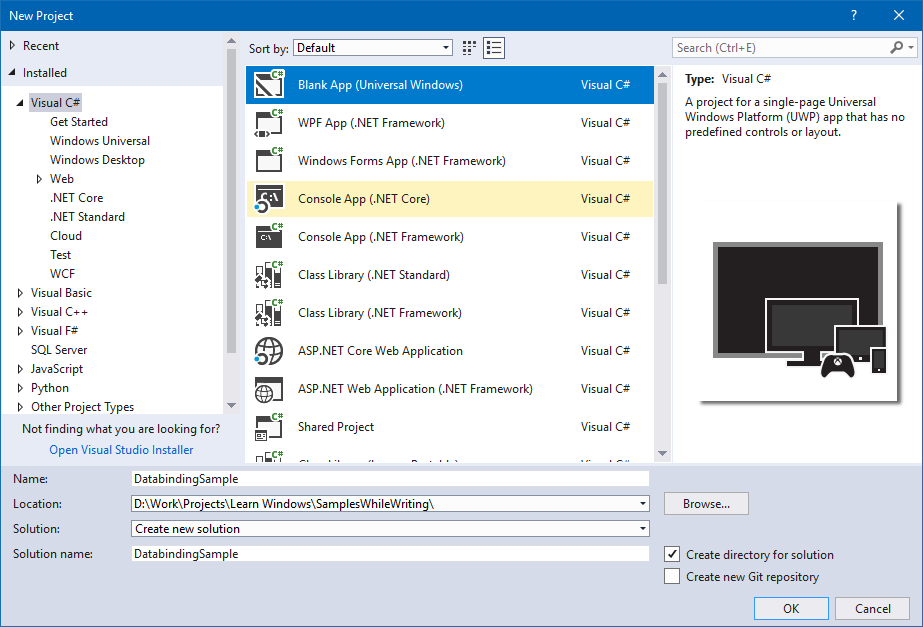 New Project
?
Recent
Installed
Visual C#
Get Started
Windows Universal
Windows Desktop
Web
.NET Core
.NET Standard
Cloud
Test
WCF
Visual Basic
Visual C++
Visual F#
SQL Server
JavaScript
Python
Other Project Types
Not finding what you are looking for?
Open Visual Studio Installer
Sort by: Default
Blank App (Universal Windows) Visual C#
WPF App (.NET Framework) Visual C#
Windows Forms App (.NET Framework) Visual C#
Console App (.NET Core) Visual C#
Console App (.NET Framework) Visual C#
Class Library (.NET Standard) Visual C#
Class Library (.NET Framework) Visual C#
ASP.NET Core Web Application Visual C#
ASP.NET Web Application (.NET Framework) Visual C#
Shared Project Visual C#
Search (Ctrl+E)
Type: Visual C#
A project for a single-page Universal
Windows Platform (UWP) app that has no
predefined controls or layout.
Name: DatabindingSample
Location: D:\Work\Projects\Learn Windows\SamplesWhileWriting\ Browse...
Solution: Create new solution
Solution name: DatabindingSample
Create directory for solution
Create new Git repository
OK Cancel